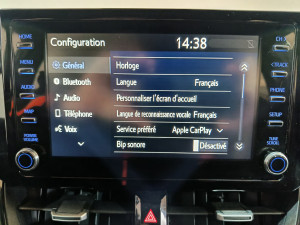 Configuration 14:38
Général
Bluetooth
Audio
Téléphone
Voix
Horloge
Langue Français
Personnaliser l'écran d'accueil
Langue de reconnaissance vocale Français
Service préféré Apple CarPlay
Bip sonore Désactivé
HOME
MENU
AUDIO
MAP
POWER
VOLUME
CH
TRACK
PHONE
SETUP
TUNE
SCROLL